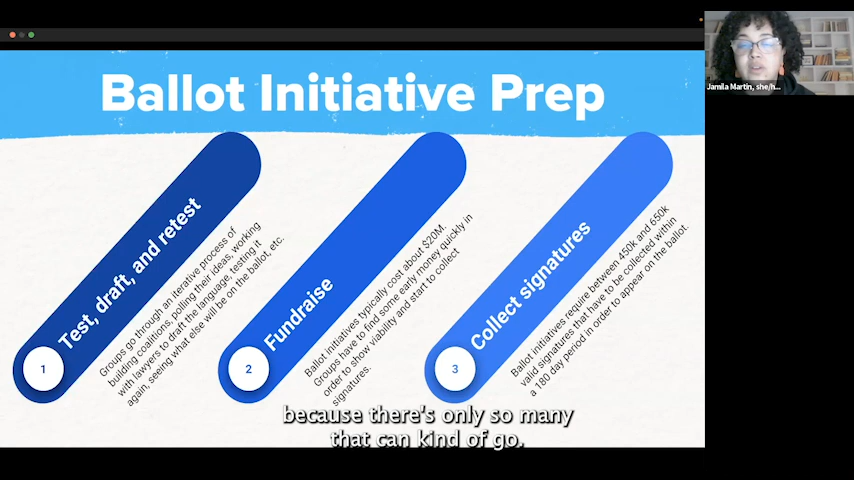 Ballot Initiative Prep
1
Test, draft, and retest
Groups go through an iterative process of
building coalitions, polling their ideas, working
with lawyers to draft the language, testing it
again, seeing what else will be on the ballot, etc.
2
Fundraise
Ballot initiatives typically cost about $20M.
Groups have to find some early money quickly in
order to show viability and start to collect
signatures.
3
Collect signatures
Ballot initiatives require between 450k and 650k
valid signatures that have to be collected within
a 180 day period in order to appear on the ballot.
Jamila Martin, she/h...
because there's only so many
that can kind of go.